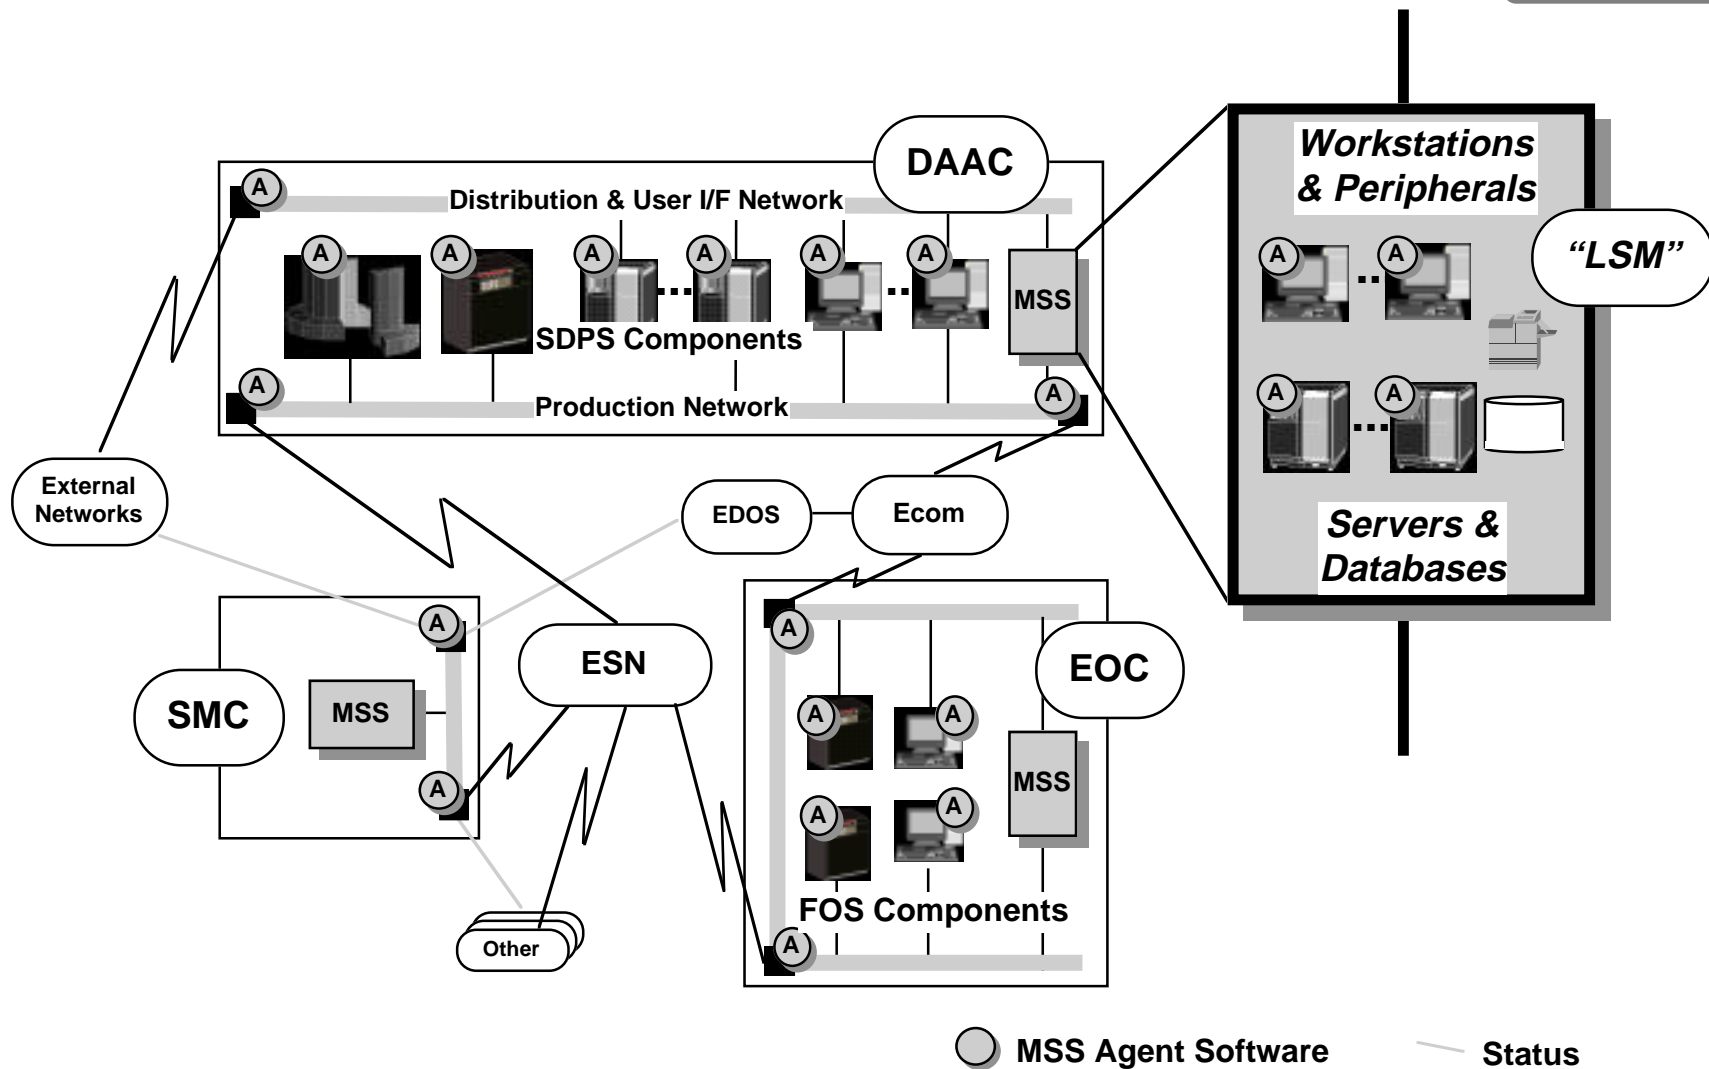 Workstations
& Peripherals
“LSM”
A
A
A
A
Servers &
Databases
DAAC
A
Distribution & User I/F Network
A
A
A
A
A
A
MSS
SDPS Components
A
A
Production Network
External
Networks
EDOS
Ecom
A
A
SMC
MSS
A
ESN
EOC
A
A
A
A
MSS
FOS Components
A
Other
A
MSS Agent Software
Status